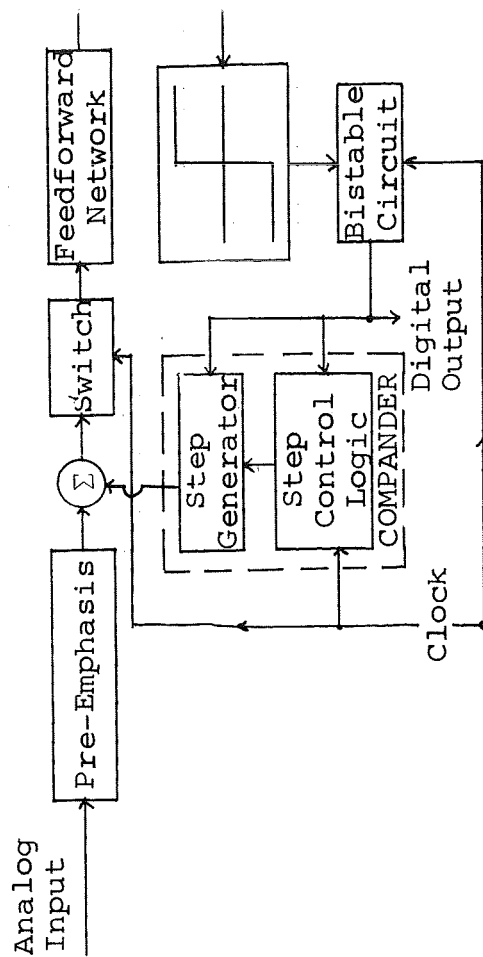 Analog
Input
Pre-Emphasis
Σ
Switch
Feedforward
Network
Step
Generator
Step
Control
Logic
COMPANDER
Bistable
Circuit
Digital
Output
Clock